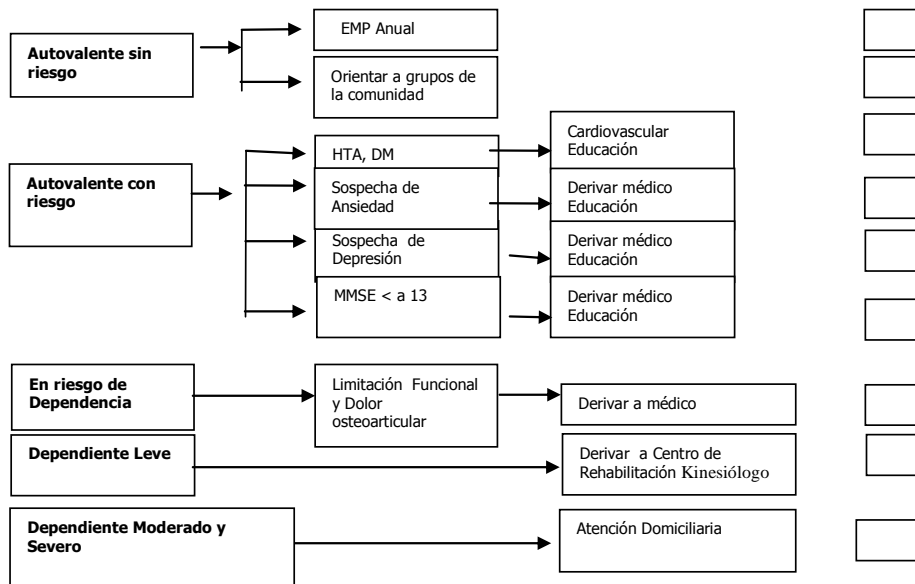 EMP Anual
Autovalente sin
riesgo
Orientar a grupos de
la comunidad
Autovalente con
riesgo
HTA, DM
Cardiovascular
Educación
Sospecha de
Ansiedad
Derivar médico
Educación
Sospecha de
Depresión
Derivar médico
Educación
MMSE < a 13
Derivar médico
Educación
En riesgo de
Dependencia
Limitación Funcional
y Dolor
osteoarticular
Derivar a médico
Dependiente Leve
Derivar a Centro de
Rehabilitación Kinesiólogo
Dependiente Moderado y
Severo
Atención Domiciliaria